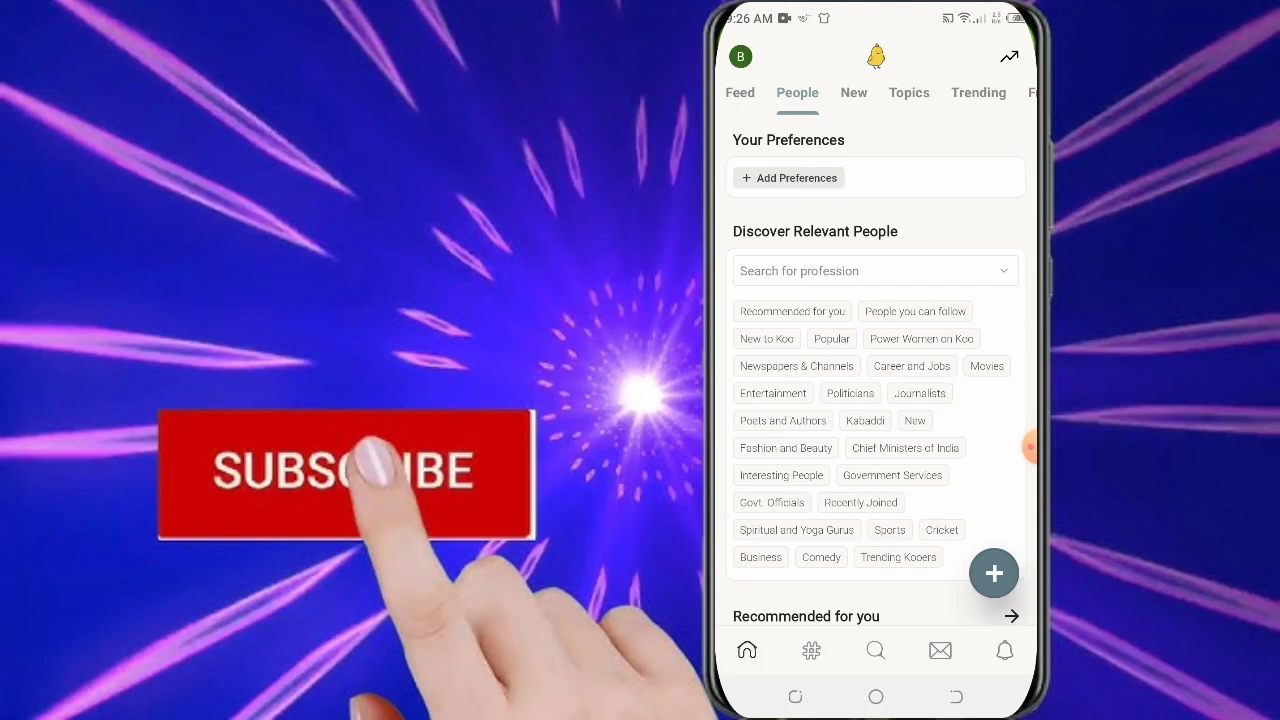 SUBSCRIBE
9:26 AM
B
Feed People New Topics Trending
Your Preferences
+ Add Preferences
Discover Relevant People
Search for profession
Recommended for you People you can follow
New to Koo Popular Power Women on Koo
Newspapers & Channels Career and Jobs Movies
Entertainment Politicians Journalists
Poets and Authors Kabaddi New
Fashion and Beauty Chief Ministers of India
Interesting People Government Services
Govt. Officials Recently Joined
Spiritual and Yoga Gurus Sports Cricket
Business Comedy Trending Kooers
Recommended for you